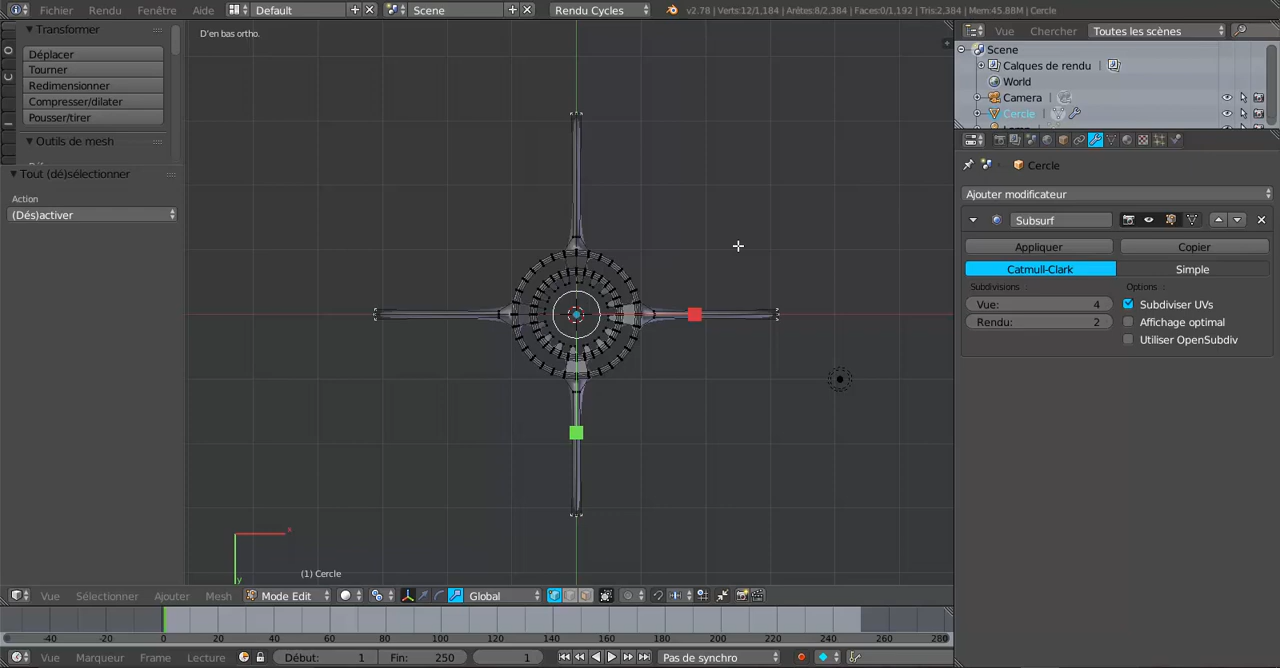 Fichier Rendu Fenêtre Aide Default Scene Rendu Cycles v2.78 | Verts:12/1,184 | Arêtes:8/2,384 | Faces:0/1,192 | Tris:2,384 | Mem:45.88M | Cercle
Transformer
Déplacer
Tourner
Redimensionner
Compresser/dilater
Pousser/tirer
Outils de mesh
Tout (dé)sélectionner
Action
(Dés)activer
D'en bas ortho.
x
y
(1) Cercle
Vue Chercher Toutes les scènes
Scene
Calques de rendu
World
Camera
Cercle
Cercle
Ajouter modificateur
Subsurf
Appliquer Copier
Catmull-Clark Simple
Subdivisions : Options :
Vue: 4 Subdiviser UVs
Rendu: 2 Affichage optimal
Utiliser OpenSubdiv
Vue Sélectionner Ajouter Mesh Mode Edit Global
-40 -20 0 20 40 60 80 100 120 140 160 180 200 220 240 260 280
Vue Marqueur Frame Lecture Début: 1 Fin: 250 1 Pas de synchro